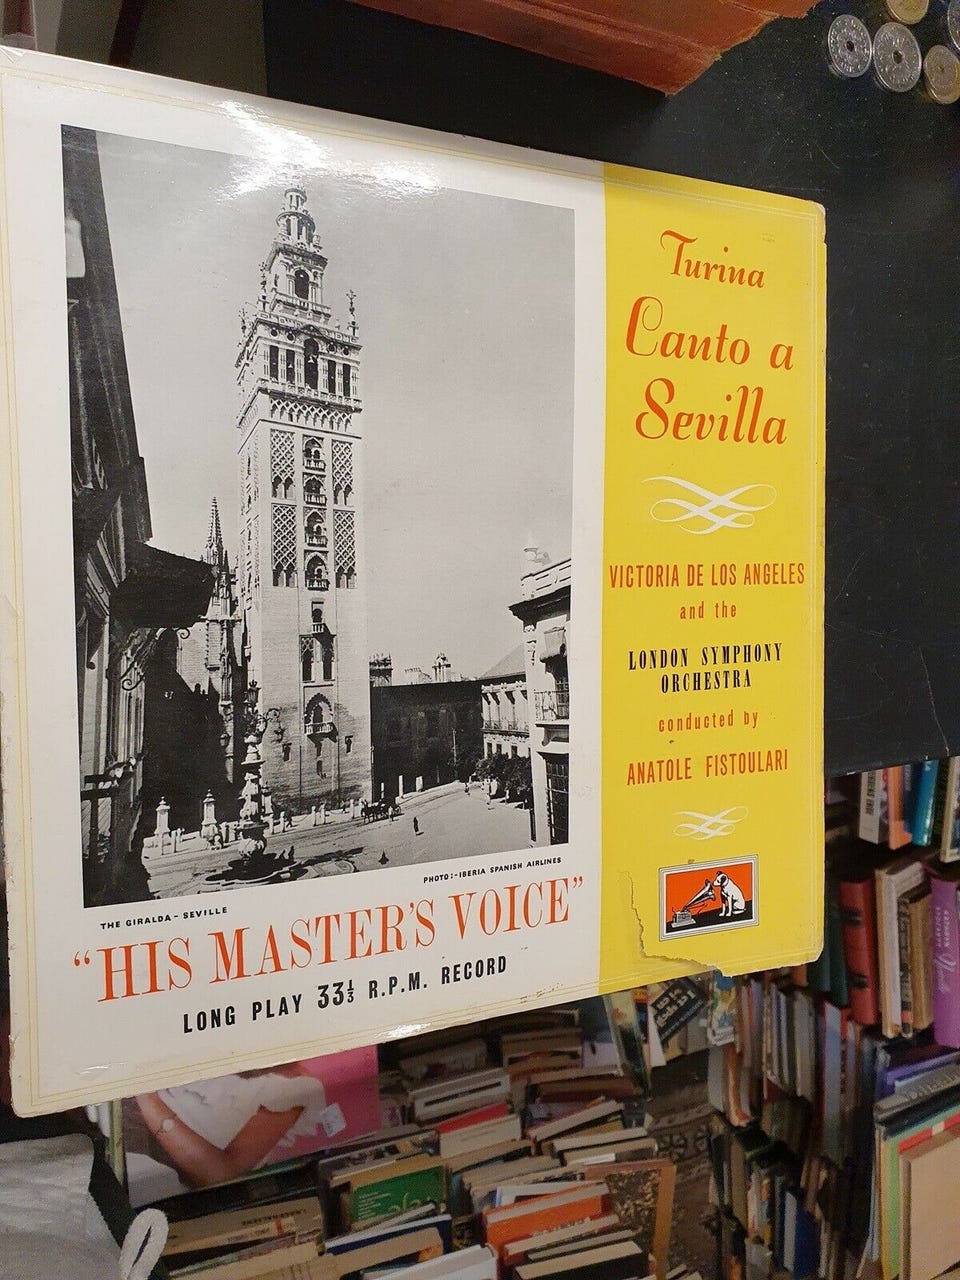 Turina
Canto a
Sevilla
VICTORIA DE LOS ANGELES
and the
LONDON SYMPHONY
ORCHESTRA
conducted by
ANATOLE FISTOULARI
PHOTO:-IBERIA SPANISH AIRLINES
THE GIRALDA - SEVILLE
"HIS MASTER'S VOICE"
LONG PLAY 33⅓ R.P.M. RECORD